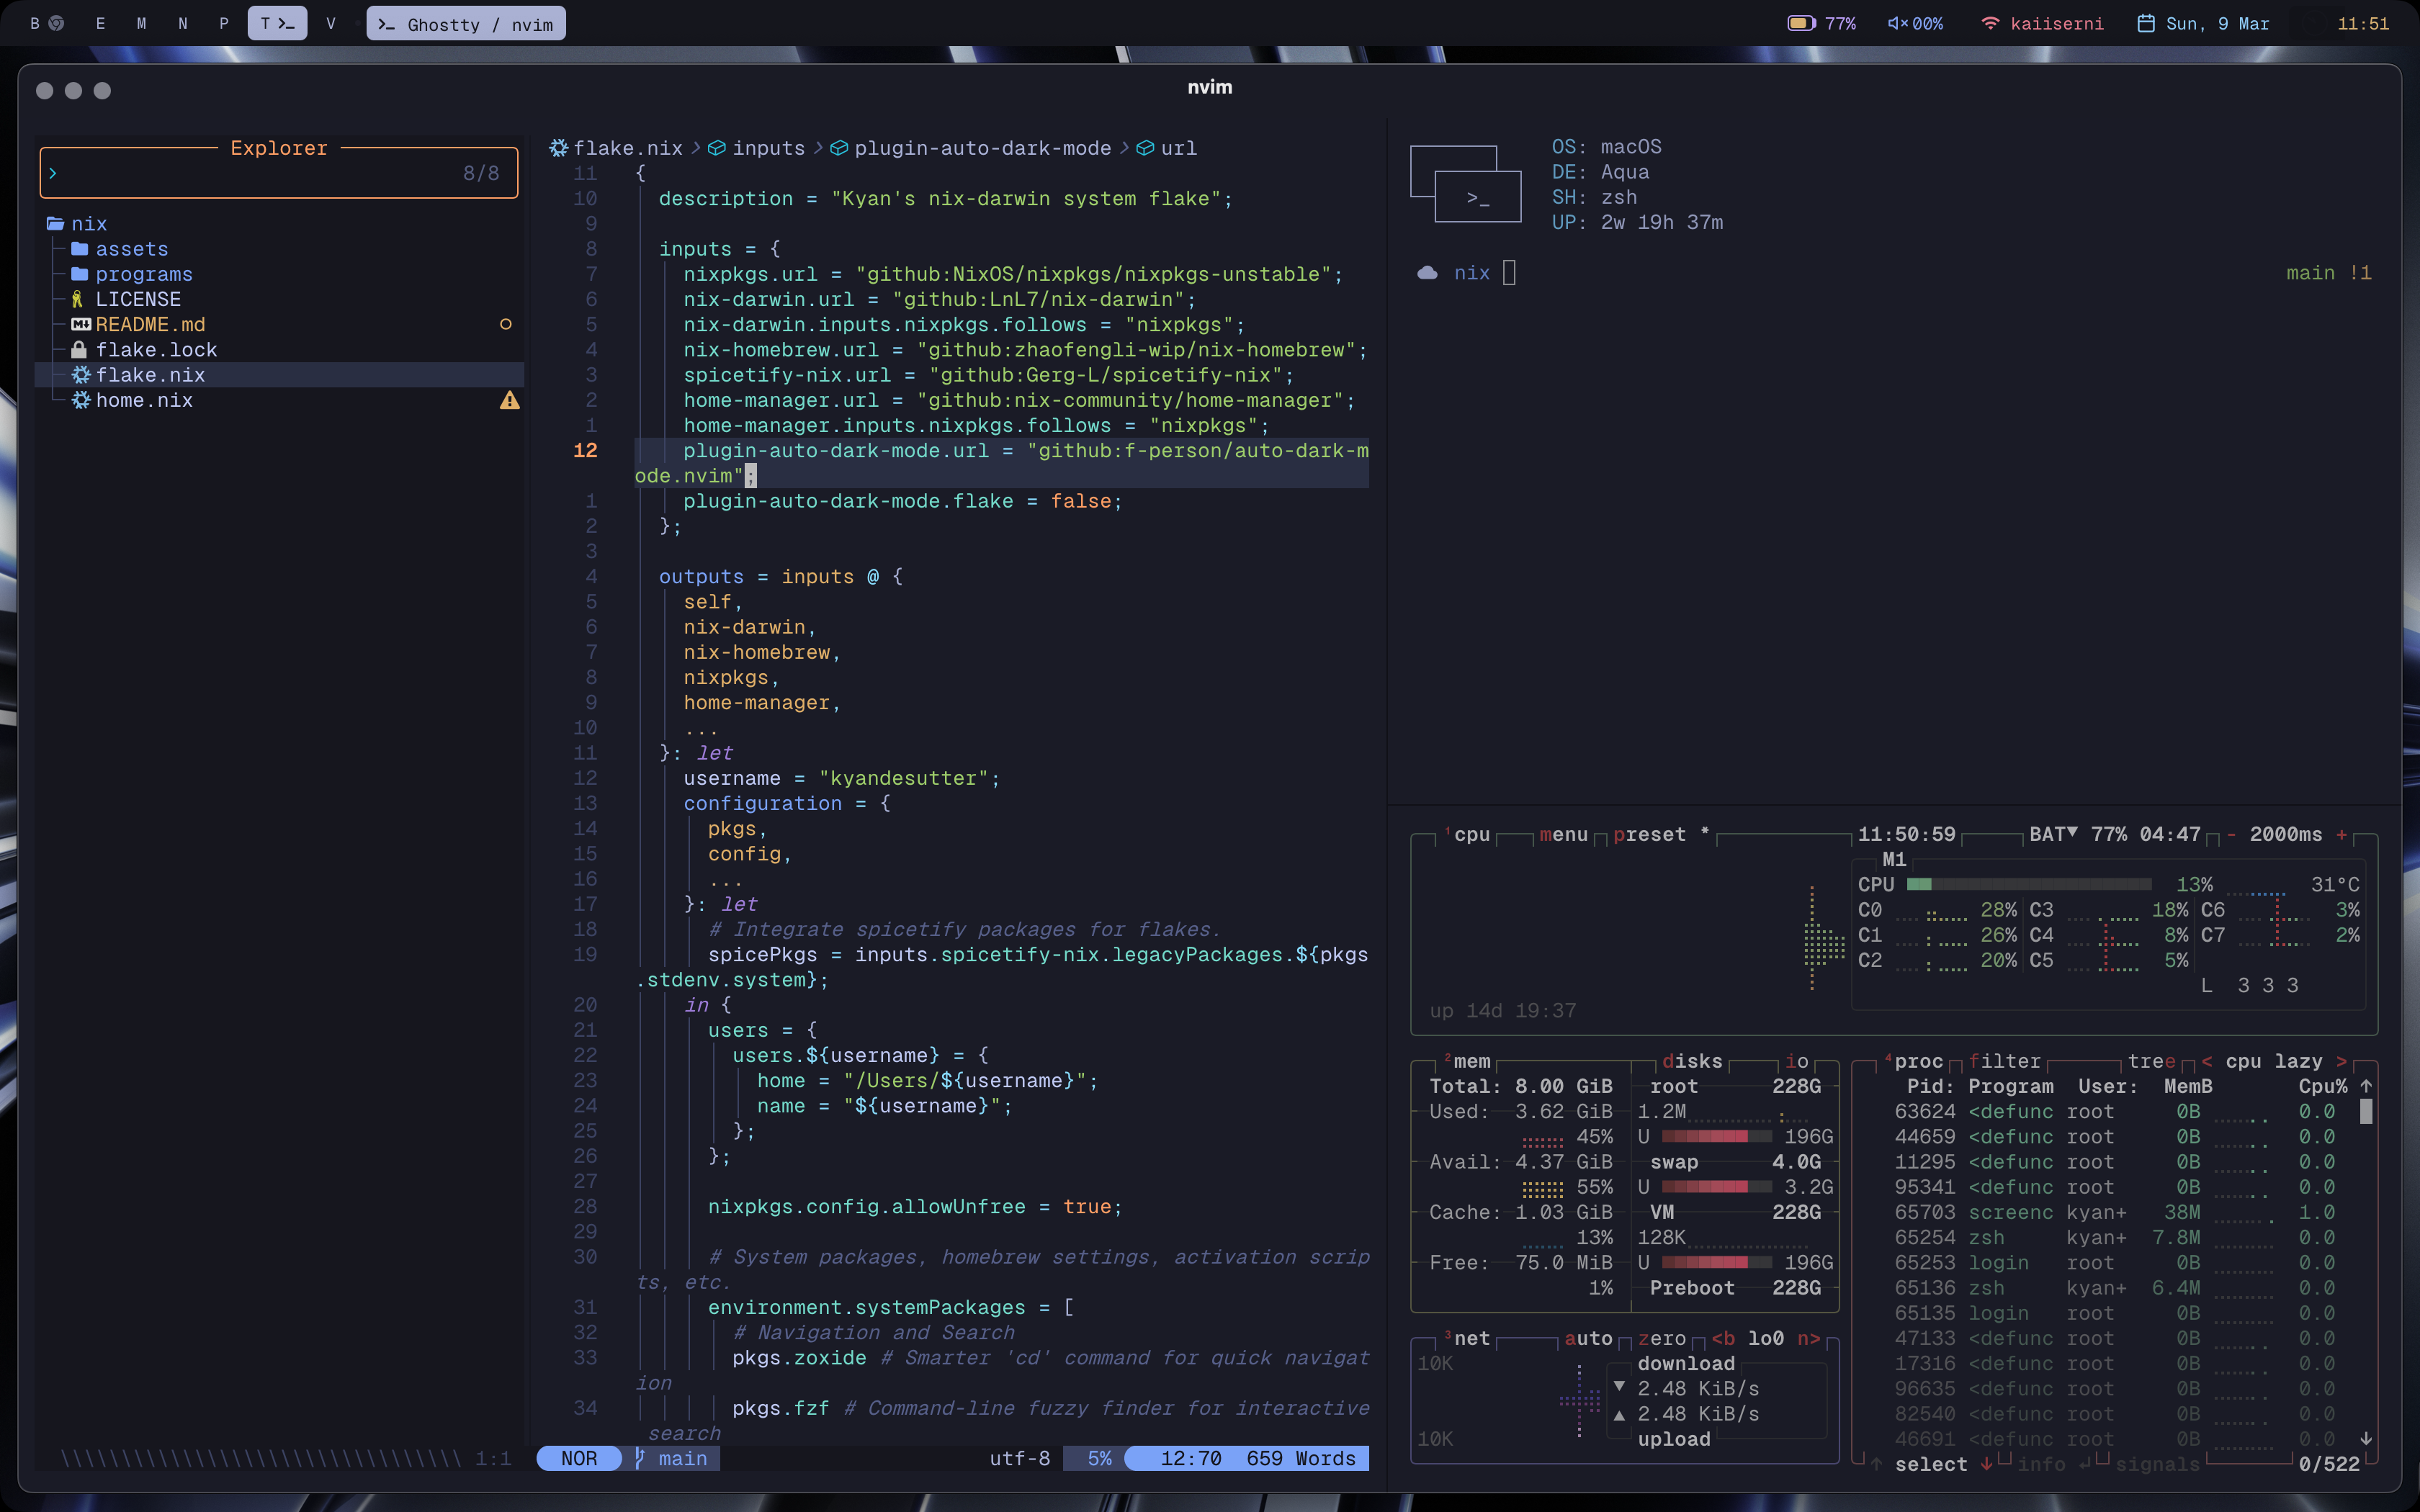 B E M N P T V Ghostty / nvim 77% 00% kaiiserni Sun, 9 Mar 11:51
nvim
Explorer
> 8/8
nix
assets
programs
LICENSE
README.md
flake.lock
flake.nix
home.nix
1:1
flake.nix > inputs > plugin-auto-dark-mode > url
11 {
10 description = "Kyan's nix-darwin system flake";
9
8 inputs = {
7 nixpkgs.url = "github:NixOS/nixpkgs/nixpkgs-unstable";
6 nix-darwin.url = "github:LnL7/nix-darwin";
5 nix-darwin.inputs.nixpkgs.follows = "nixpkgs";
4 nix-homebrew.url = "github:zhaofengli-wip/nix-homebrew";
3 spicetify-nix.url = "github:Gerg-L/spicetify-nix";
2 home-manager.url = "github:nix-community/home-manager";
1 home-manager.inputs.nixpkgs.follows = "nixpkgs";
12 plugin-auto-dark-mode.url = "github:f-person/auto-dark-m
ode.nvim";
1 plugin-auto-dark-mode.flake = false;
2 };
3
4 outputs = inputs @ {
5 self,
6 nix-darwin,
7 nix-homebrew,
8 nixpkgs,
9 home-manager,
10 ...
11 }: let
12 username = "kyandesutter";
13 configuration = {
14 pkgs,
15 config,
16 ...
17 }: let
18 # Integrate spicetify packages for flakes.
19 spicePkgs = inputs.spicetify-nix.legacyPackages.${pkgs
.stdenv.system};
20 in {
21 users = {
22 users.${username} = {
23 home = "/Users/${username}";
24 name = "${username}";
25 };
26 };
27
28 nixpkgs.config.allowUnfree = true;
29
30 # System packages, homebrew settings, activation scrip
ts, etc.
31 environment.systemPackages = [
32 # Navigation and Search
33 pkgs.zoxide # Smarter 'cd' command for quick navigat
ion
34 pkgs.fzf # Command-line fuzzy finder for interactive
search
NOR main utf-8 5% 12:70 659 Words
>_
OS: macOS
DE: Aqua
SH: zsh
UP: 2w 19h 37m
nix main !1
1cpu menu preset * 11:50:59 BAT▼ 77% 04:47 - 2000ms +
M1
CPU 13% 31°C
C0 28% C3 18% C6 3%
C1 26% C4 8% C7 2%
C2 20% C5 5%
L 3 3 3
up 14d 19:37
2mem disks io
Total: 8.00 GiB root 228G
Used: 3.62 GiB 1.2M
45% U 196G
Avail: 4.37 GiB swap 4.0G
55% U 3.2G
Cache: 1.03 GiB VM 228G
13% 128K
Free: 75.0 MiB U 196G
1% Preboot 228G
3net auto zero <b lo0 n>
10K download
▼ 2.48 KiB/s
▲ 2.48 KiB/s
10K upload
4proc filter tree < cpu lazy >
Pid: Program User: MemB Cpu% ↑
63624 <defunc root 0B 0.0
44659 <defunc root 0B 0.0
11295 <defunc root 0B 0.0
95341 <defunc root 0B 0.0
65703 screenc kyan+ 38M 1.0
65254 zsh kyan+ 7.8M 0.0
65253 login root 0B 0.0
65136 zsh kyan+ 6.4M 0.0
65135 login root 0B 0.0
47133 <defunc root 0B 0.0
17316 <defunc root 0B 0.0
96635 <defunc root 0B 0.0
82540 <defunc root 0B 0.0
46691 <defunc root 0B 0.0 ↓
↑ select ↓ info ↵ signals 0/522